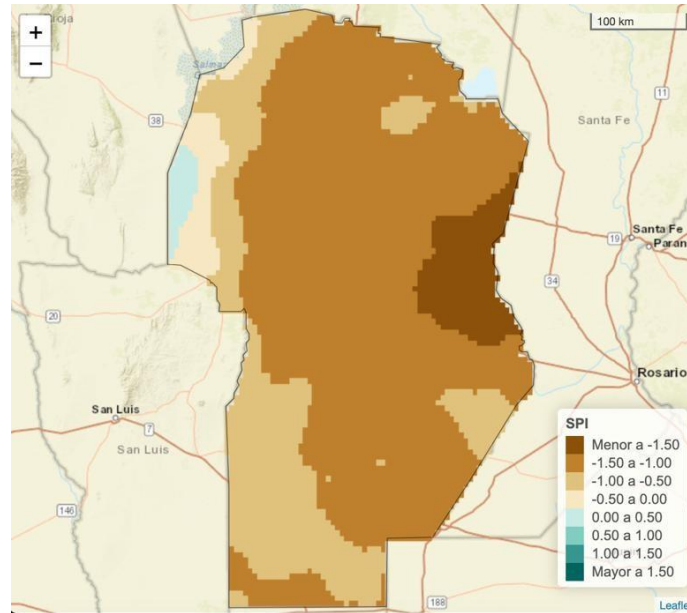 ioja
+
−
100 km
Salinas
11
Santa Fe
38
Santa Fe
19
Paran
34
20
Rosario
San Luis
7
San Luis
146
188
SPI
Menor a -1.50
-1.50 a -1.00
-1.00 a -0.50
-0.50 a 0.00
0.00 a 0.50
0.50 a 1.00
1.00 a 1.50
Mayor a 1.50
Leafle